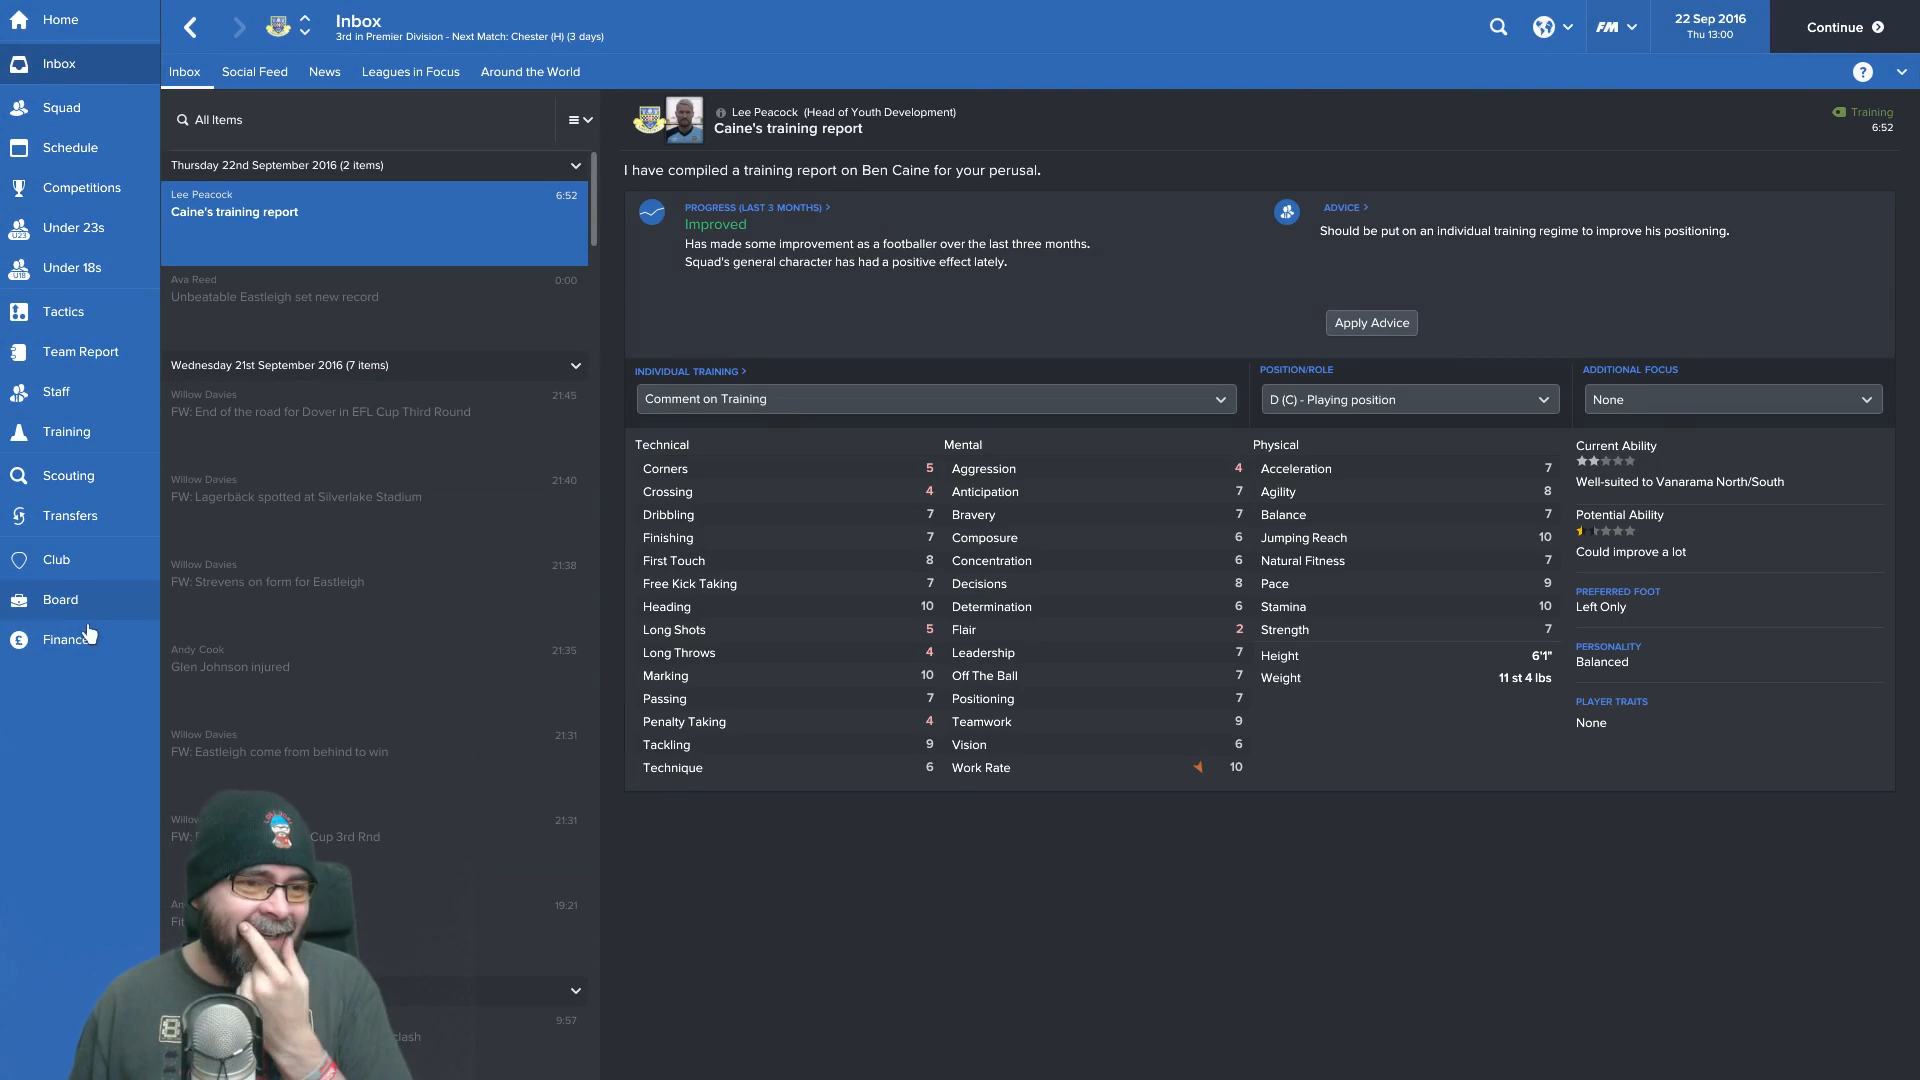 Home
Inbox
Squad
Schedule
Competitions
Under 23s
Under 18s
Tactics
Team Report
Staff
Training
Scouting
Transfers
Club
Board
Finance
Inbox
3rd in Premier Division - Next Match: Chester (H) (3 days)
FM
22 Sep 2016
Thu 13:00
Continue
Inbox
Social Feed
News
Leagues in Focus
Around the World
?
All Items
Thursday 22nd September 2016 (2 items)
Lee Peacock 6:52
Caine's training report
Ava Reed 0:00
Unbeatable Eastleigh set new record
Wednesday 21st September 2016 (7 items)
Willow Davies 21:45
FW: End of the road for Dover in EFL Cup Third Round
Willow Davies 21:40
FW: Lagerbäck spotted at Silverlake Stadium
Willow Davies 21:38
FW: Strevens on form for Eastleigh
Andy Cook 21:35
Glen Johnson injured
Willow Davies 21:31
FW: Eastleigh come from behind to win
21:31
FW: Cup 3rd Rnd
19:21
9:57
clash
Lee Peacock (Head of Youth Development)
Caine's training report
Training
6:52
I have compiled a training report on Ben Caine for your perusal.
PROGRESS (LAST 3 MONTHS) >
Improved
Has made some improvement as a footballer over the last three months.
Squad's general character has had a positive effect lately.
ADVICE >
Should be put on an individual training regime to improve his positioning.
Apply Advice
INDIVIDUAL TRAINING >
Comment on Training
POSITION/ROLE
D (C) - Playing position
ADDITIONAL FOCUS
None
Technical
Corners 5
Crossing 4
Dribbling 7
Finishing 7
First Touch 8
Free Kick Taking 7
Heading 10
Long Shots 5
Long Throws 4
Marking 10
Passing 7
Penalty Taking 4
Tackling 9
Technique 6
Mental
Aggression 4
Anticipation 7
Bravery 7
Composure 6
Concentration 6
Decisions 8
Determination 6
Flair 2
Leadership 7
Off The Ball 7
Positioning 7
Teamwork 9
Vision 6
Work Rate 10
Physical
Acceleration 7
Agility 8
Balance 7
Jumping Reach 10
Natural Fitness 7
Pace 9
Stamina 10
Strength 7
Height 6'1"
Weight 11 st 4 lbs
Current Ability
Well-suited to Vanarama North/South
Potential Ability
Could improve a lot
PREFERRED FOOT
Left Only
PERSONALITY
Balanced
PLAYER TRAITS
None